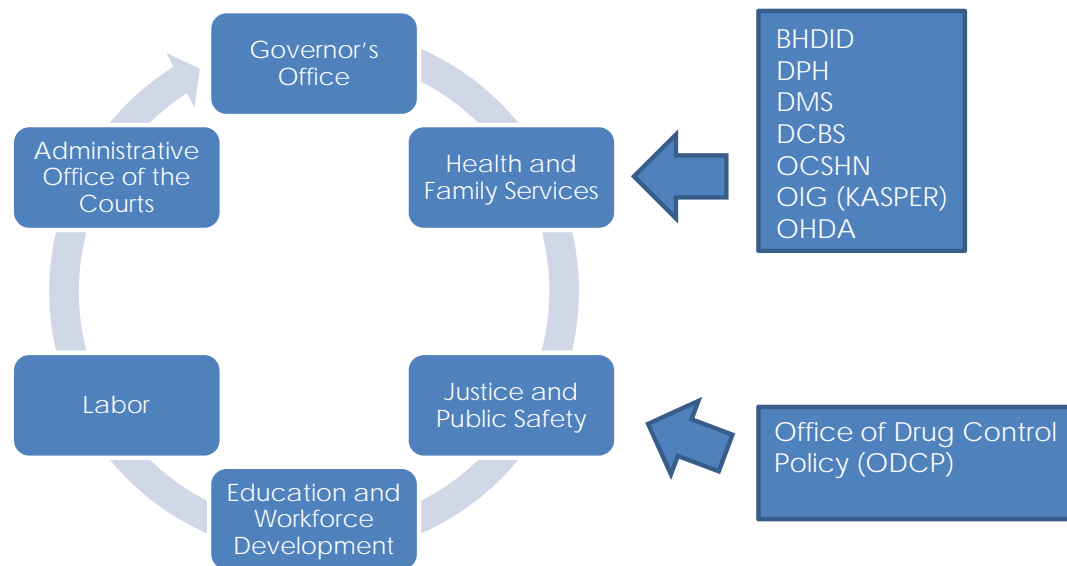 Governor's
Office
Health and
Family Services
BHDID
DPH
DMS
DCBS
OCSHN
OIG (KASPER)
OHDA
Justice and
Public Safety
Office of Drug Control
Policy (ODCP)
Education and
Workforce
Development
Labor
Administrative
Office of the
Courts